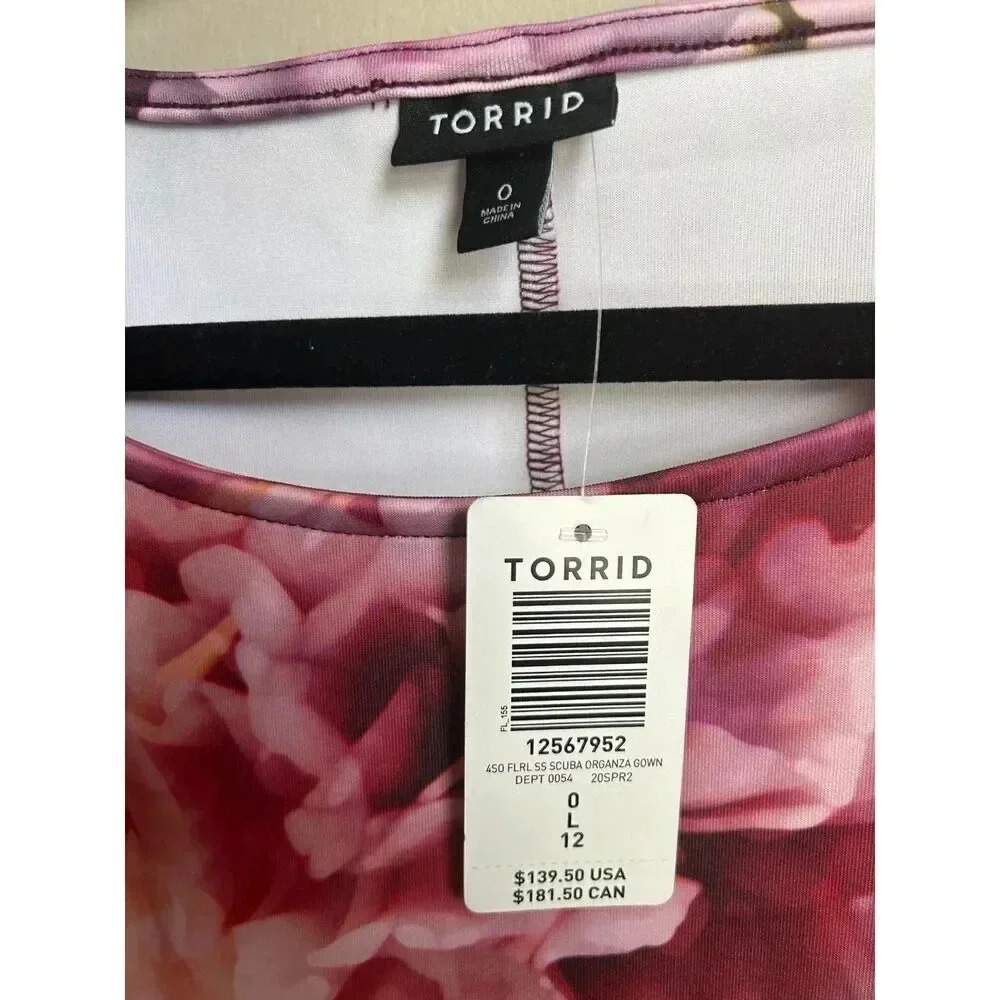 TORRID
0
MADE IN
CHINA
TORRID
FL_155
12567952
4SO FLRL SS SCUBA ORGANZA GOWN
DEPT 0054 20SPR2
0
L
12
$139.50 USA
$181.50 CAN